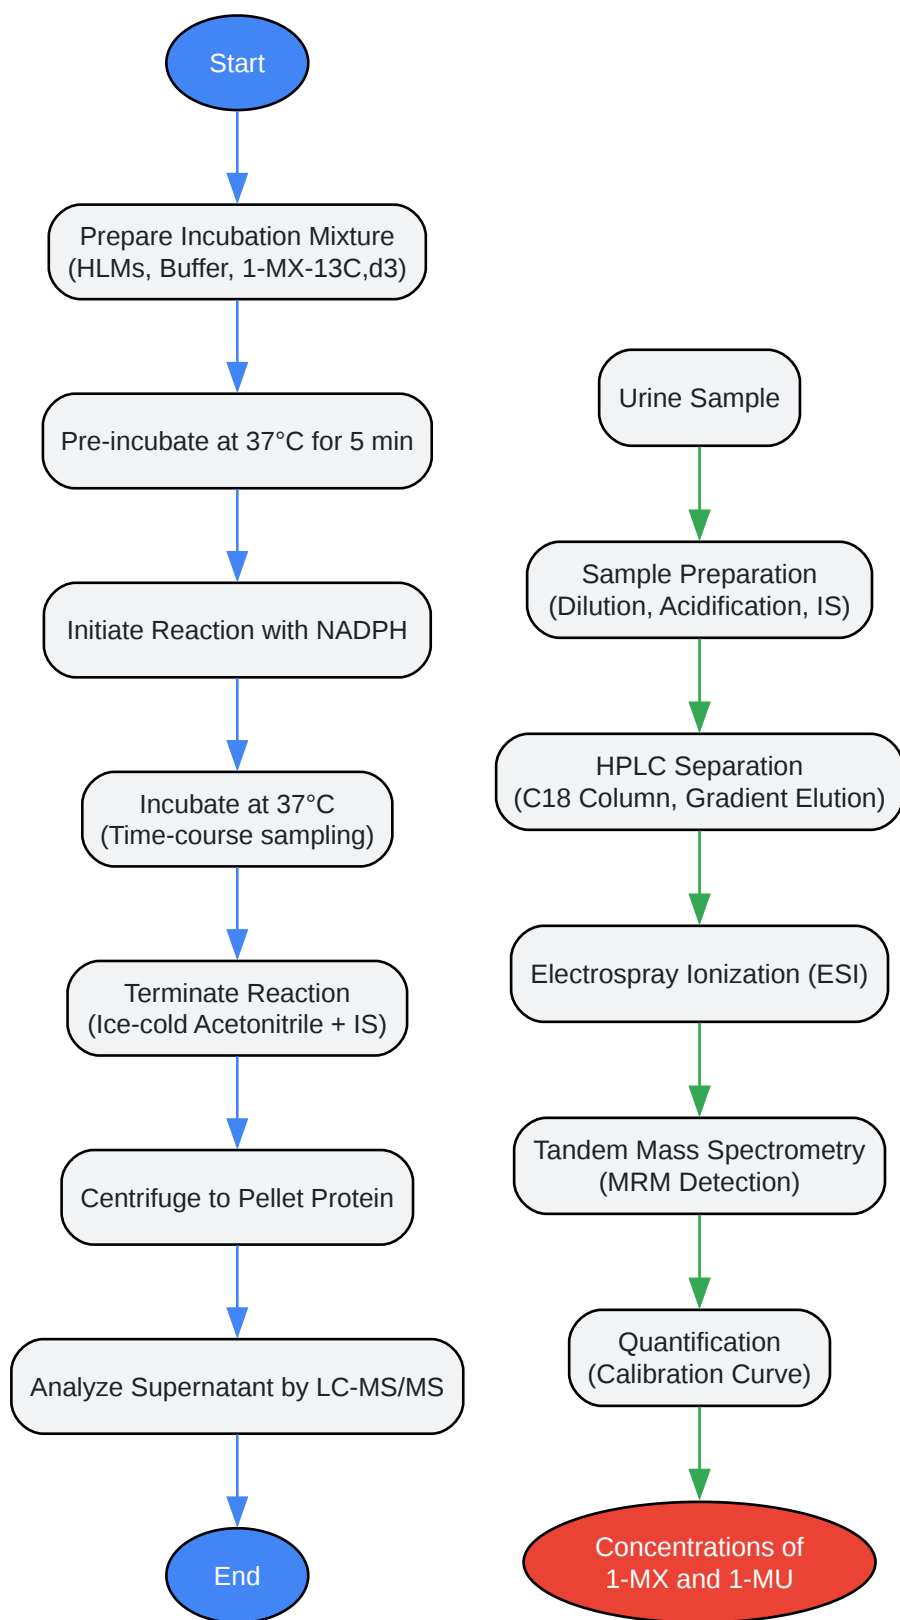 Start
Prepare Incubation Mixture
(HLMs, Buffer, 1-MX-13C,d3)
Pre-incubate at 37°C for 5 min
Initiate Reaction with NADPH
Incubate at 37°C
(Time-course sampling)
Terminate Reaction
(Ice-cold Acetonitrile + IS)
Centrifuge to Pellet Protein
Analyze Supernatant by LC-MS/MS
End
Urine Sample
Sample Preparation
(Dilution, Acidification, IS)
HPLC Separation
(C18 Column, Gradient Elution)
Electrospray Ionization (ESI)
Tandem Mass Spectrometry
(MRM Detection)
Quantification
(Calibration Curve)
Concentrations of
1-MX and 1-MU